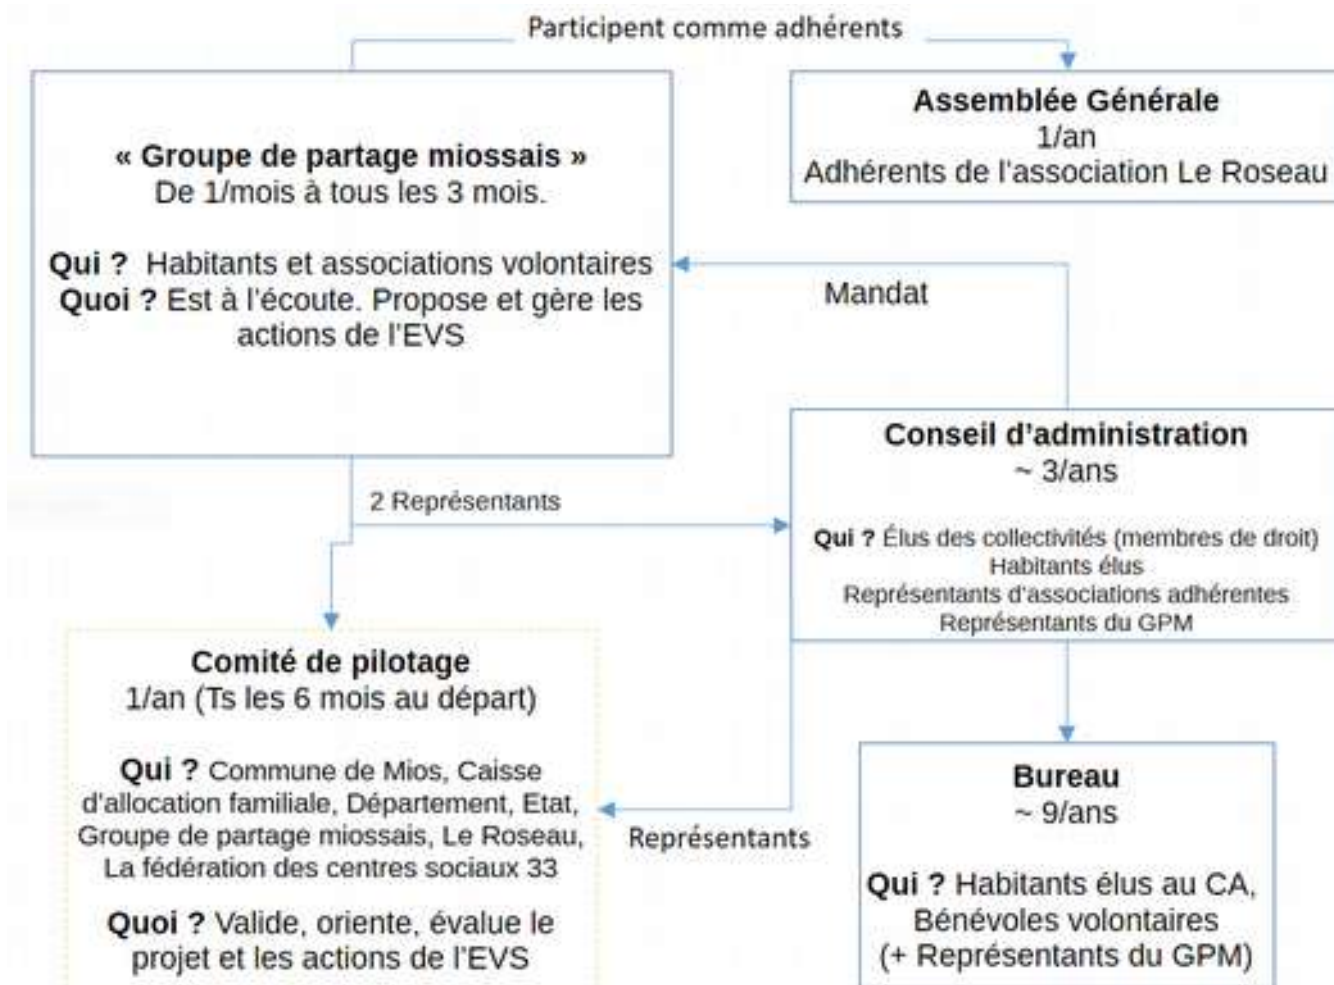 Participent comme adhérents
« Groupe de partage miossais »
De 1/mois à tous les 3 mois.
Qui ? Habitants et associations volontaires
Quoi ? Est à l'écoute. Propose et gère les
actions de l'EVS
Assemblée Générale
1/an
Adhérents de l'association Le Roseau
Mandat
Conseil d'administration
~ 3/ans
Qui ? Élus des collectivités (membres de droit)
Habitants élus
Représentants d'associations adhérentes
Représentants du GPM
2 Représentants
Comité de pilotage
1/an (Ts les 6 mois au départ)
Qui ? Commune de Mios, Caisse
d'allocation familiale, Département, Etat,
Groupe de partage miossais, Le Roseau,
La fédération des centres sociaux 33
Quoi ? Valide, oriente, évalue le
projet et les actions de l'EVS
Représentants
Bureau
~ 9/ans
Qui ? Habitants élus au CA,
Bénévoles volontaires
(+ Représentants du GPM)